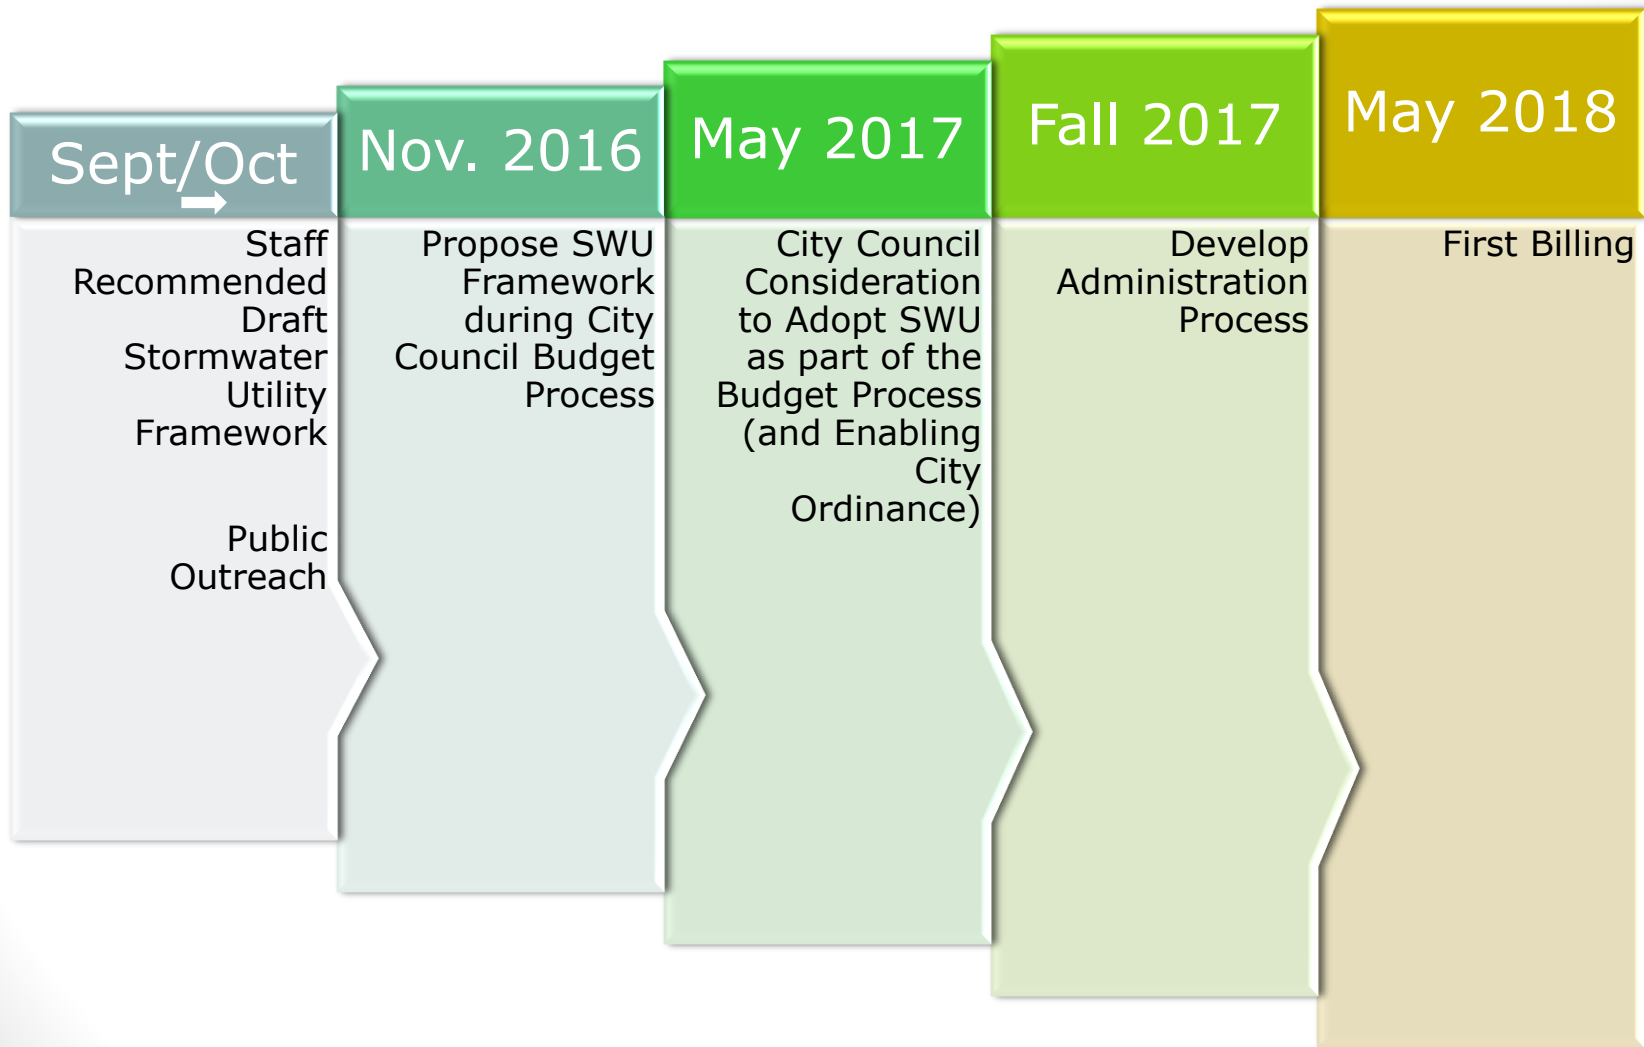 Sept/Oct
Staff
Recommended
Draft
Stormwater
Utility
Framework
Public
Outreach
Nov. 2016
Propose SWU
Framework
during City
Council Budget
Process
May 2017
City Council
Consideration
to Adopt SWU
as part of the
Budget Process
(and Enabling
City
Ordinance)
Fall 2017
Develop
Administration
Process
May 2018
First Billing